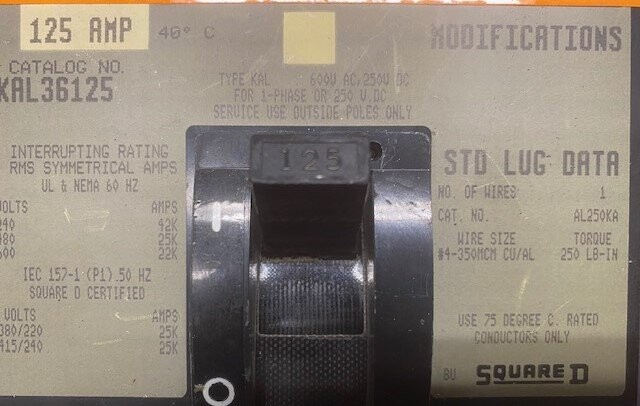 125 AMP 40° C
CATALOG NO.
KAL36125
INTERRUPTING RATING
RMS SYMMETRICAL AMPS
UL & NEMA 60 HZ
VOLTS AMPS
240 42K
480 25K
600 22K
IEC 157-1 (P1).50 HZ
SQUARE D CERTIFIED
VOLTS AMPS
380/220 25K
415/240 25K
TYPE KAL 600V AC,250V DC
FOR 1-PHASE OR 250 V.DC
SERVICE USE OUTSIDE POLES ONLY
125
I
O
MODIFICATIONS
STD LUG DATA
NO. OF WIRES 1
CAT. NO. AL250KA
WIRE SIZE TORQUE
#4-350MCM CU/AL 250 LB-IN
USE 75 DEGREE C. RATED
CONDUCTORS ONLY
BU SQUARE D